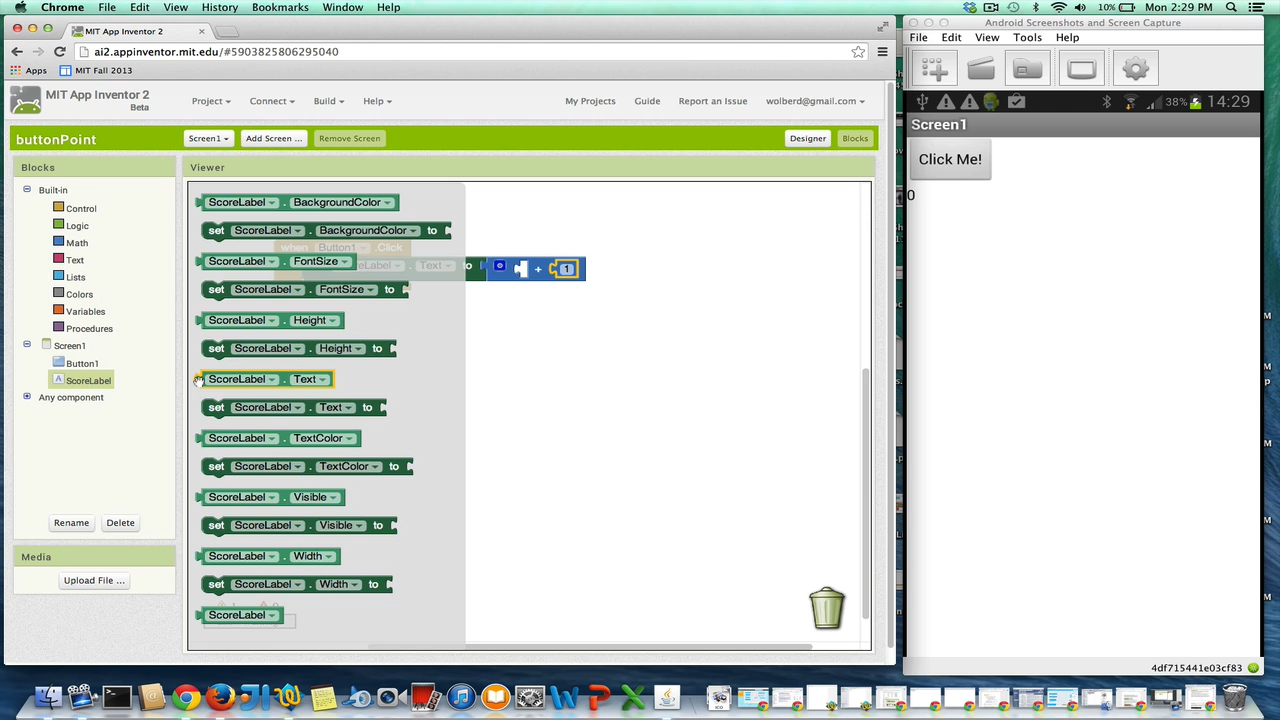 Chrome File Edit View History Bookmarks Window Help 10% Mon 2:29 PM
MIT App Inventor 2
ai2.appinventor.mit.edu/#5903825806295040
Apps MIT Fall 2013
MIT App Inventor 2
Beta
Project Connect Build Help My Projects Guide Report an Issue wolberd@gmail.com
buttonPoint Screen1 Add Screen ... Remove Screen Designer Blocks
Blocks
Built-in
Control
Logic
Math
Text
Lists
Colors
Variables
Procedures
Screen1
Button1
ScoreLabel
Any component
Rename Delete
Media
Upload File ...
Viewer
ScoreLabel . BackgroundColor
set ScoreLabel . BackgroundColor to
when Button1 .Click
ScoreLabel . FontSize
ScoreLabel . Text to + 1
set ScoreLabel . FontSize to
ScoreLabel . Height
set ScoreLabel . Height to
ScoreLabel . Text
set ScoreLabel . Text to
ScoreLabel . TextColor
set ScoreLabel . TextColor to
ScoreLabel . Visible
set ScoreLabel . Visible to
ScoreLabel . Width
set ScoreLabel . Width to
ScoreLabel
Android Screenshots and Screen Capture
File Edit View Tools Help
38% 14:29
Screen1
Click Me!
0
4df715441e03cf83